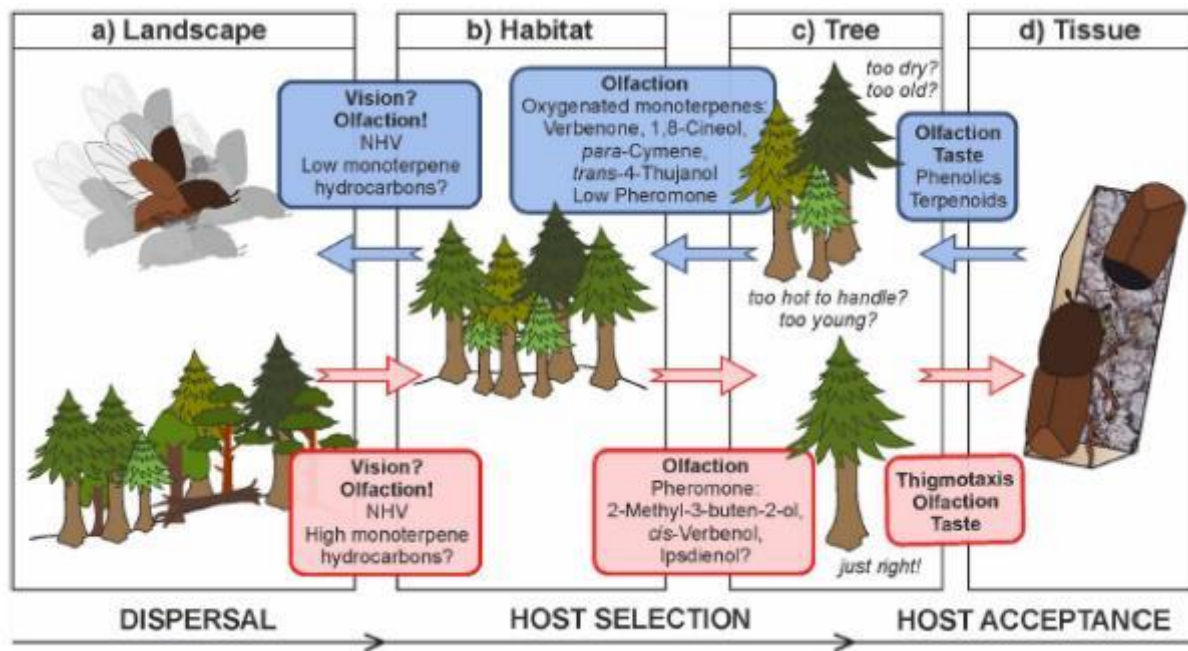 a) Landscape
b) Habitat
c) Tree
d) Tissue
Vision?
Olfaction!
NHV
Low monoterpene
hydrocarbons?
Olfaction
Oxygenated monoterpenes:
Verbenone, 1,8-Cineol,
para-Cymene,
trans-4-Thujanol
Low Pheromone
too dry?
too old?
Olfaction
Taste
Phenolics
Terpenoids
too hot to handle?
too young?
Vision?
Olfaction!
NHV
High monoterpene
hydrocarbons?
Olfaction
Pheromone:
2-Methyl-3-buten-2-ol,
cis-Verbenol,
Ipsdienol?
just right!
Thigmotaxis
Olfaction
Taste
DISPERSAL
HOST SELECTION
HOST ACCEPTANCE